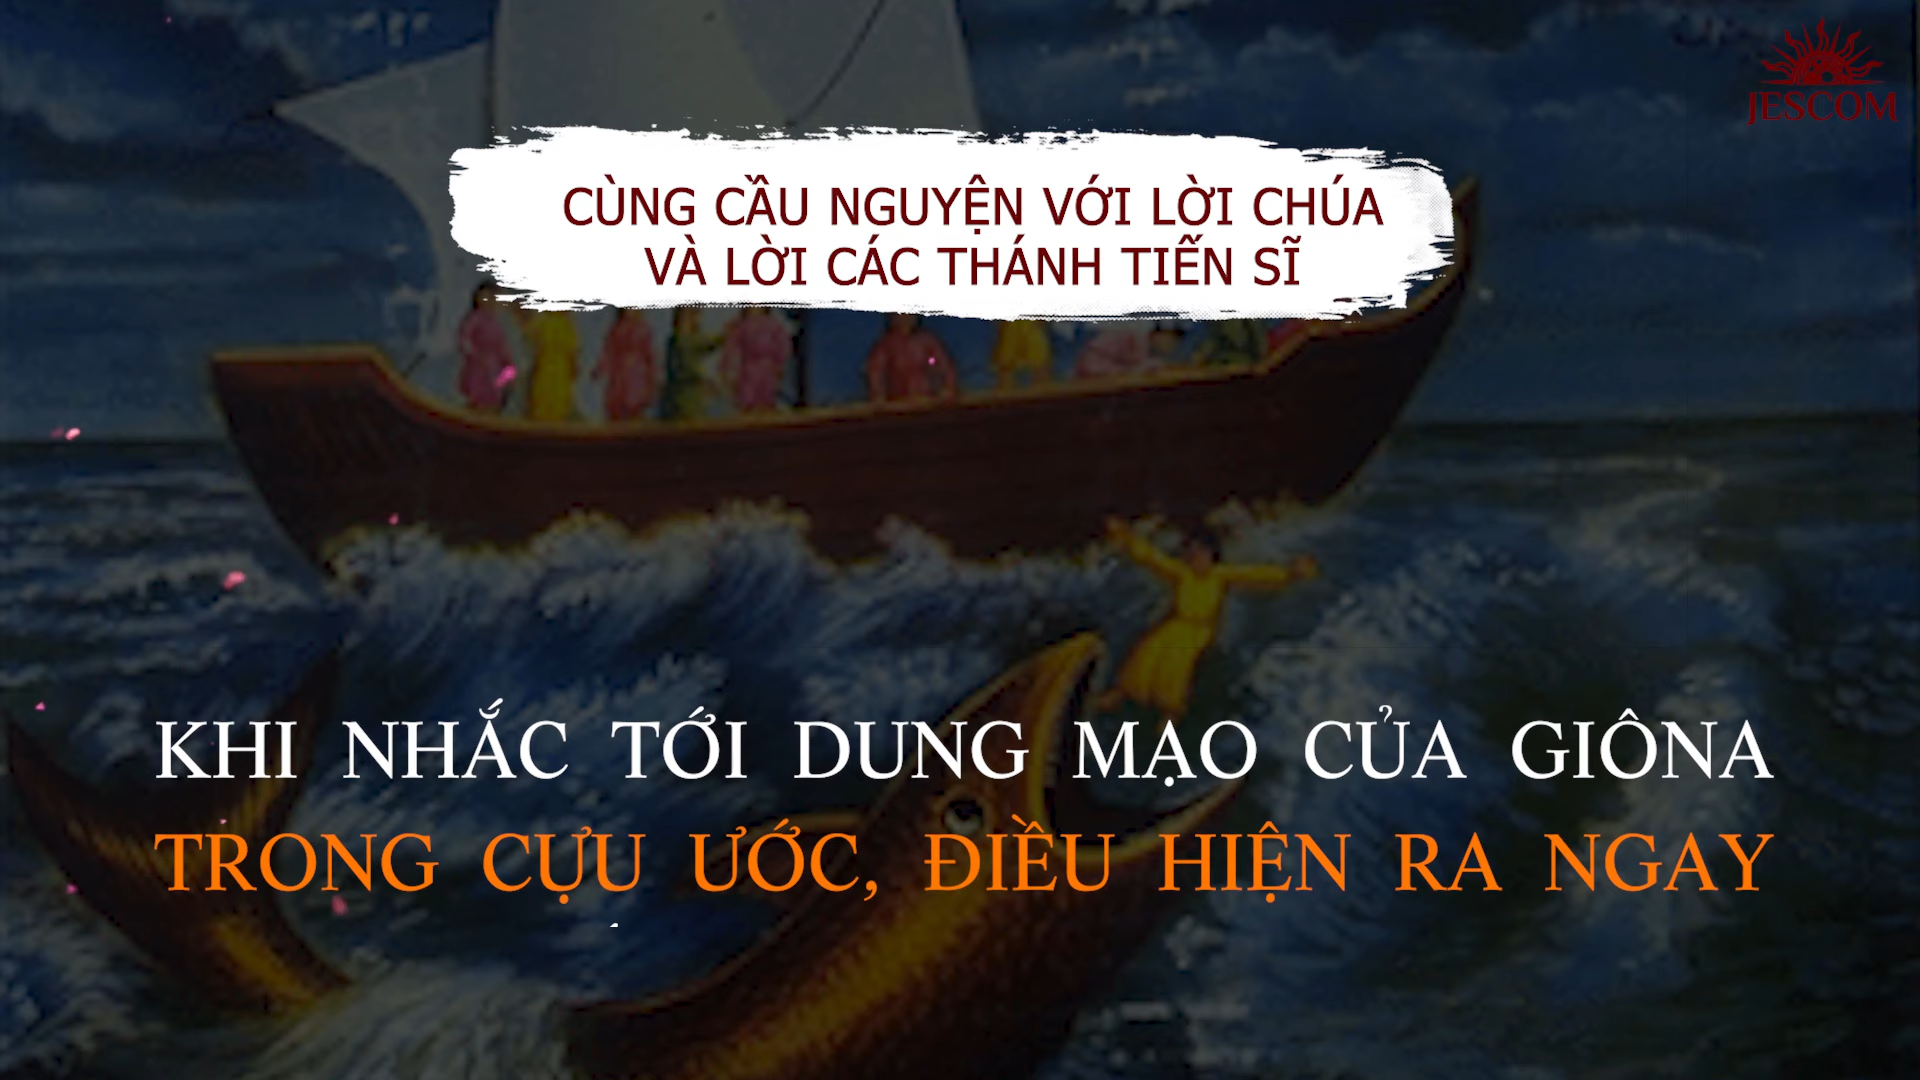 JESCOM
CÙNG CẦU NGUYỆN VỚI LỜI CHÚA
VÀ LỜI CÁC THÁNH TIẾN SĨ
KHI NHẮC TỚI DUNG MẠO CỦA GIÔNA
TRONG CỰU ƯỚC, ĐIỀU HIỆN RA NGAY